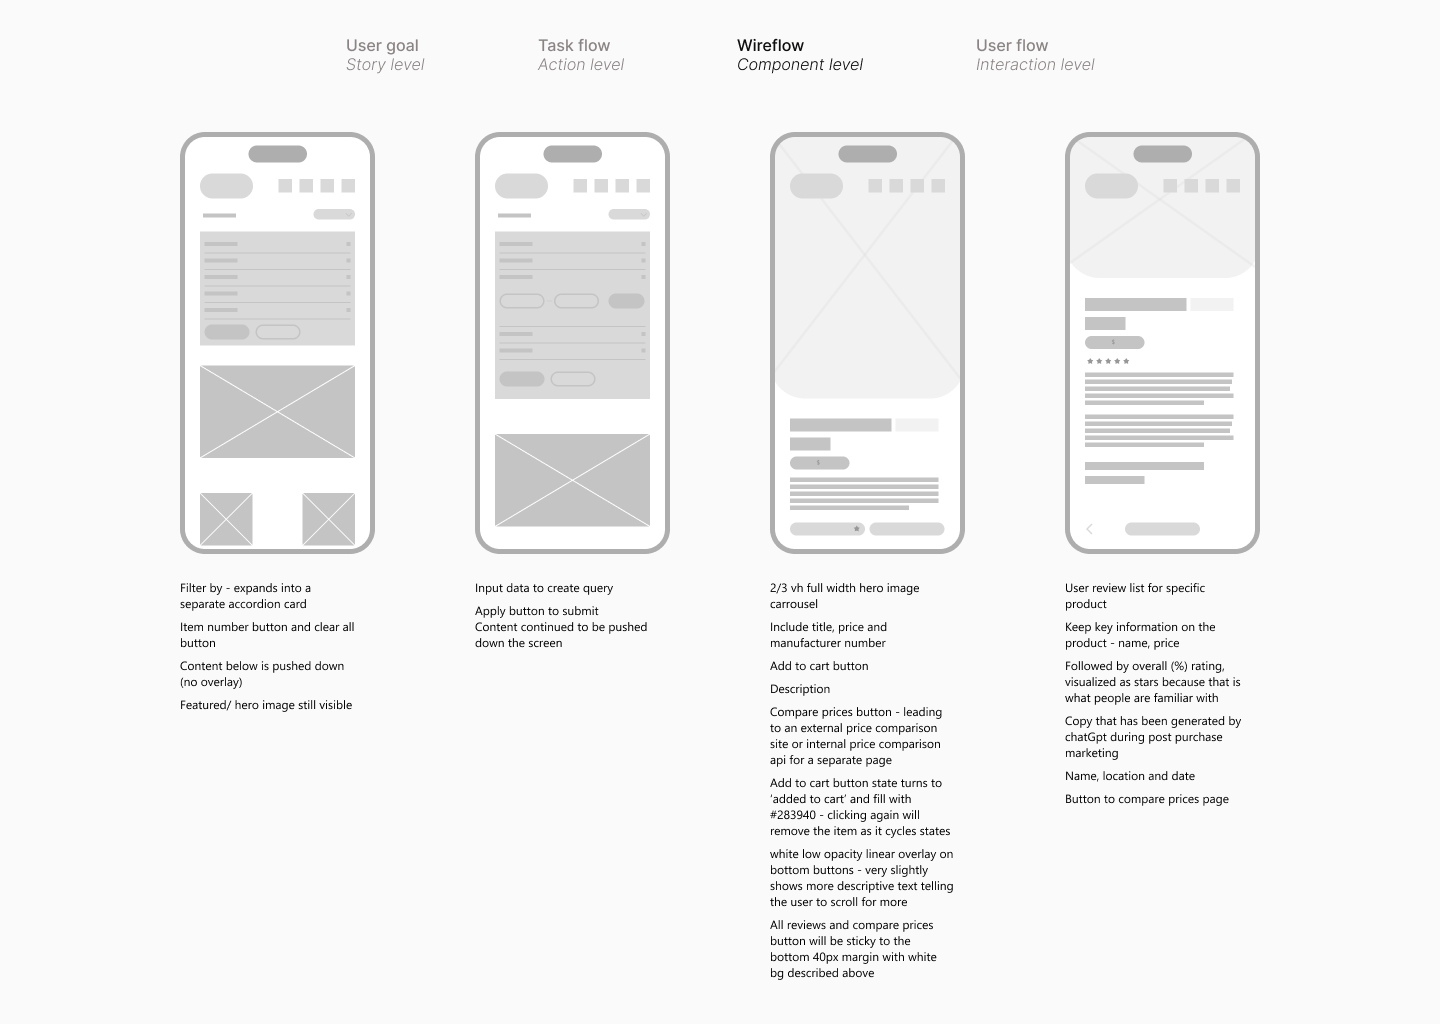 User goal
Story level
Task flow
Action level
Wireflow
Component level
User flow
Interaction level
Filter by - expands into a
separate accordion card
Item number button and clear all
button
Content below is pushed down
(no overlay)
Featured/ hero image still visible
Input data to create query
Apply button to submit
Content continued to be pushed
down the screen
$
2/3 vh full width hero image
carrousel
Include title, price and
manufacturer number
Add to cart button
Description
Compare prices button - leading
to an external price comparison
site or internal price comparison
api for a separate page
Add to cart button state turns to
‘added to cart’ and fill with
#283940 - clicking again will
remove the item as it cycles states
white low opacity linear overlay on
bottom buttons - very slightly
shows more descriptive text telling
the user to scroll for more
All reviews and compare prices
button will be sticky to the
bottom 40px margin with white
bg described above
$
User review list for specific
product
Keep key information on the
product - name, price
Followed by overall (%) rating,
visualized as stars because that is
what people are familiar with
Copy that has been generated by
chatGpt during post purchase
marketing
Name, location and date
Button to compare prices page